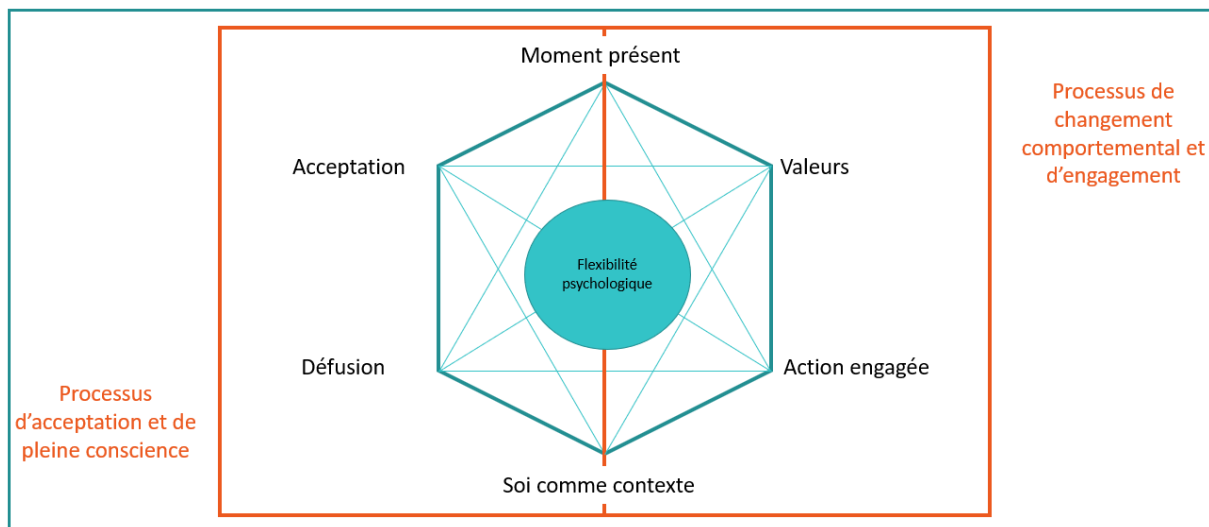 Moment présent
Processus de
changement
comportemental et
d'engagement
Acceptation
Valeurs
Flexibilité
psychologique
Défusion
Action engagée
Processus
d'acceptation et de
pleine conscience
Soi comme contexte